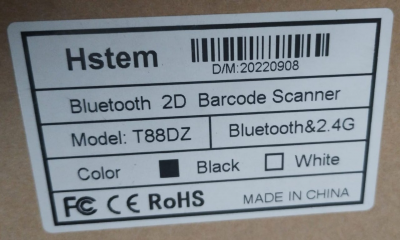 Hstem
D/M:20220908
Bluetooth 2D Barcode Scanner
Model: T88DZ Bluetooth&2.4G
Color Black White
FC CE RoHS MADE IN CHINA